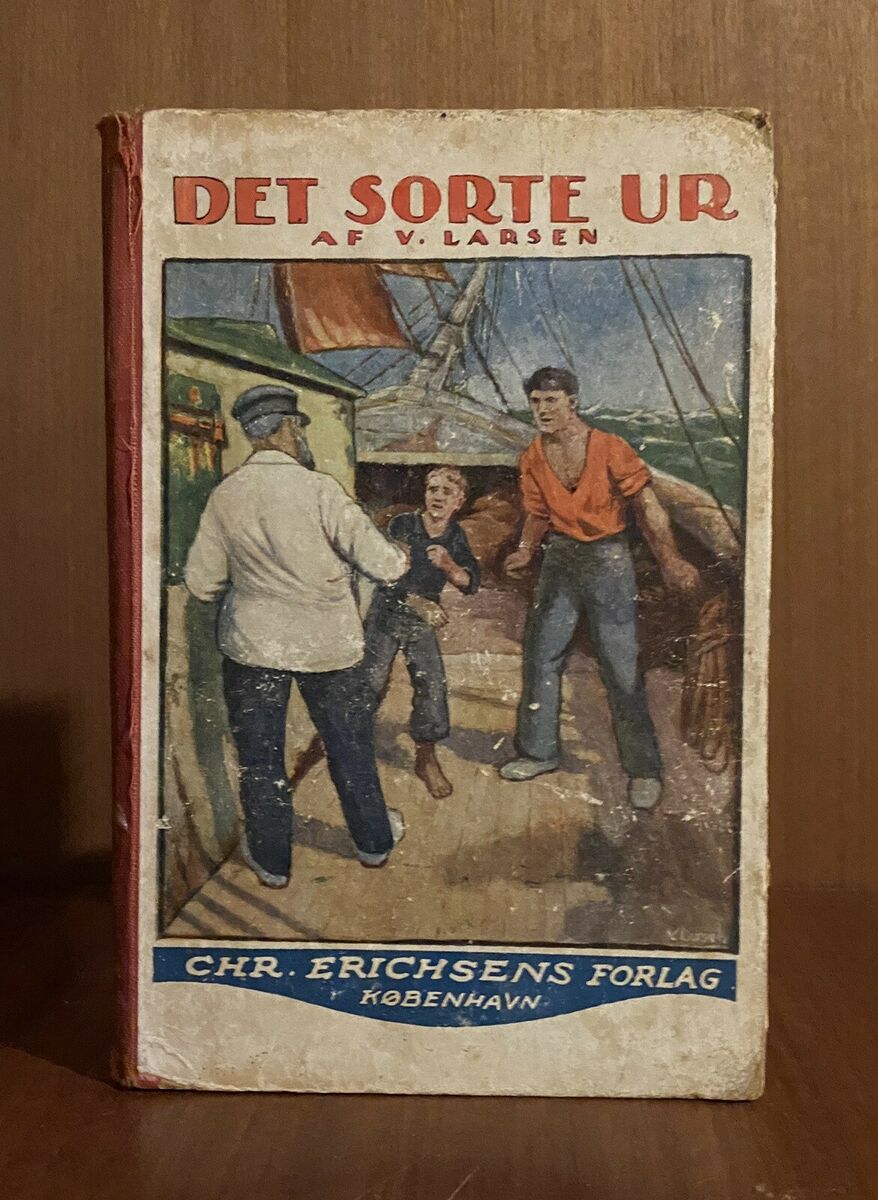 DET SORTE UR
AF V. LARSEN
CHR. ERICHSENS FORLAG
KØBENHAVN